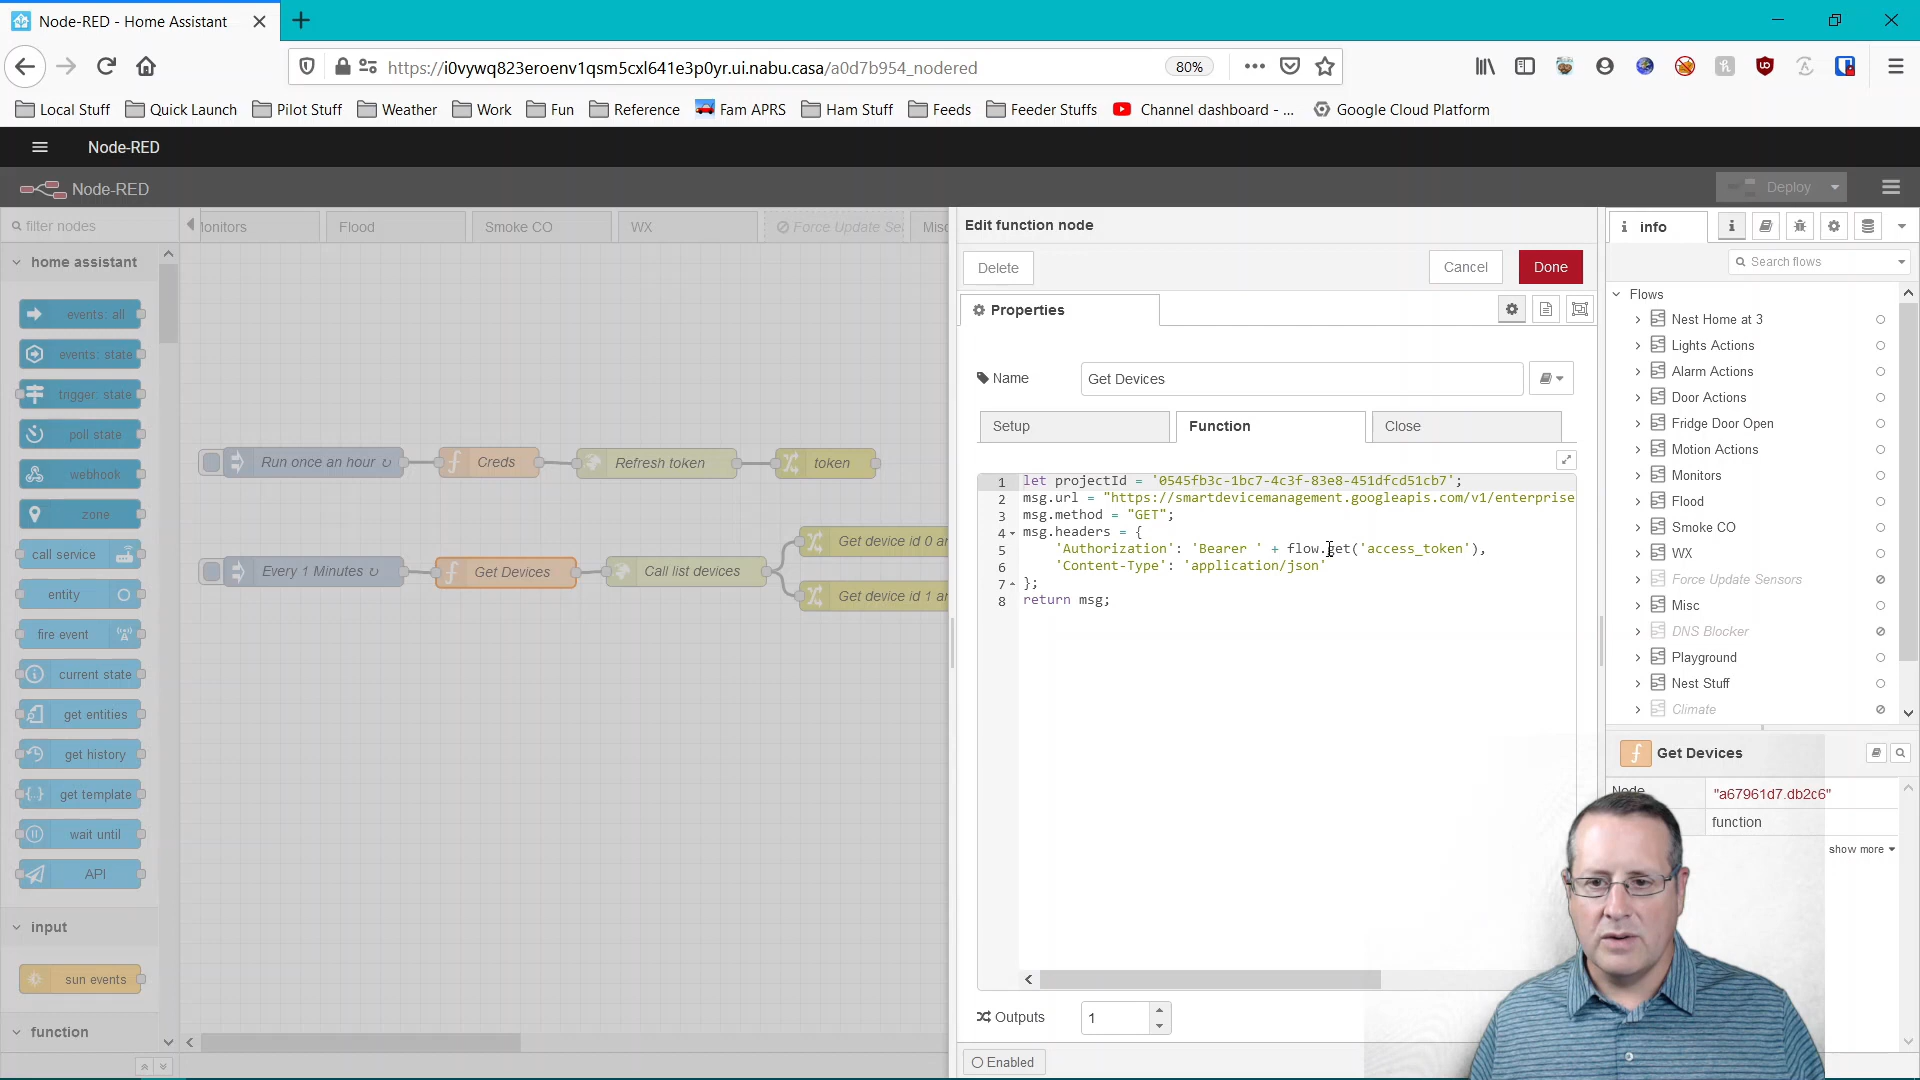 Node-RED - Home Assistant
https://i0vywq823eroenv1qsm5cxl641e3p0yr.ui.nabu.casa/a0d7b954_nodered
80%
Local Stuff
Quick Launch
Pilot Stuff
Weather
Work
Fun
Reference
Fam APRS
Ham Stuff
Feeds
Feeder Stuffs
Channel dashboard - ...
Google Cloud Platform
Node-RED
Node-RED
Deploy
filter nodes
onitors
Flood
Smoke CO
WX
Force Update Se
Misc
home assistant
events: all
events: state
trigger: state
poll state
webhook
zone
call service
entity
fire event
current state
get entities
get history
get template
wait until
API
input
sun events
function
Run once an hour ↻
Creds
Refresh token
token
Every 1 Minutes ↻
Get Devices
Call list devices
Get device id 0 a
Get device id 1 a
Edit function node
Delete
Cancel
Done
Properties
Name
Get Devices
Setup
Function
Close
1 let projectId = '0545fb3c-1bc7-4c3f-83e8-451dfcd51cb7';
2 msg.url = "https://smartdevicemanagement.googleapis.com/v1/enterprise
3 msg.method = "GET";
4 msg.headers = {
5 'Authorization': 'Bearer ' + flow.get('access_token'),
6 'Content-Type': 'application/json'
7 };
8 return msg;
Outputs
1
Enabled
info
Search flows
Flows
Nest Home at 3
Lights Actions
Alarm Actions
Door Actions
Fridge Door Open
Motion Actions
Monitors
Flood
Smoke CO
WX
Force Update Sensors
Misc
DNS Blocker
Playground
Nest Stuff
Climate
Get Devices
Node
"a67961d7.db2c6"
function
show more